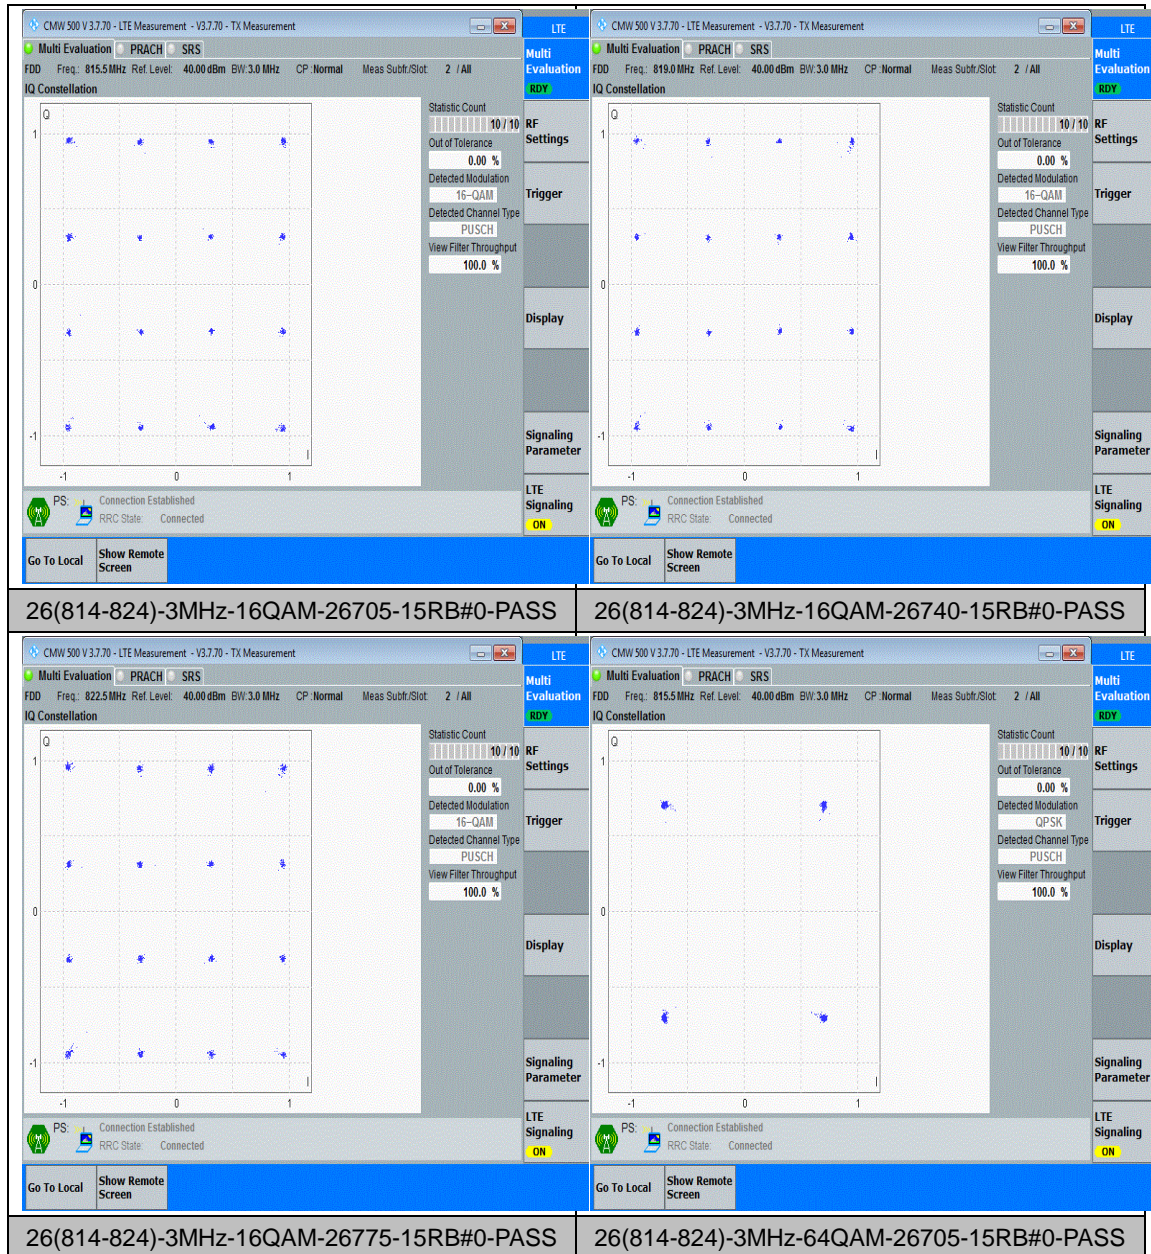 CMW 500 V 3.7.70 - LTE Measurement - V3.7.70 - TX Measurement
LTE
Multi Evaluation PRACH SRS
Multi Evaluation
RDY
FDD Freq.: 815.5 MHz Ref. Level: 40.00 dBm BW: 3.0 MHz CP: Normal Meas Subfr./Slot: 2 / All
IQ Constellation
Q
1
0
-1
-1 0 1
I
Statistic Count
10 / 10
Out of Tolerance
0.00 %
Detected Modulation
16-QAM
Detected Channel Type
PUSCH
View Filter Throughput
100.0 %
RF Settings
Trigger
Display
Signaling Parameter
LTE Signaling
ON
PS: Connection Established
RRC State: Connected
Go To Local
Show Remote Screen
26(814-824)-3MHz-16QAM-26705-15RB#0-PASS
CMW 500 V 3.7.70 - LTE Measurement - V3.7.70 - TX Measurement
LTE
Multi Evaluation PRACH SRS
Multi Evaluation
RDY
FDD Freq.: 819.0 MHz Ref. Level: 40.00 dBm BW: 3.0 MHz CP: Normal Meas Subfr./Slot: 2 / All
IQ Constellation
Q
1
0
-1
-1 0 1
I
Statistic Count
10 / 10
Out of Tolerance
0.00 %
Detected Modulation
16-QAM
Detected Channel Type
PUSCH
View Filter Throughput
100.0 %
RF Settings
Trigger
Display
Signaling Parameter
LTE Signaling
ON
PS: Connection Established
RRC State: Connected
Go To Local
Show Remote Screen
26(814-824)-3MHz-16QAM-26740-15RB#0-PASS
CMW 500 V 3.7.70 - LTE Measurement - V3.7.70 - TX Measurement
LTE
Multi Evaluation PRACH SRS
Multi Evaluation
RDY
FDD Freq.: 822.5 MHz Ref. Level: 40.00 dBm BW: 3.0 MHz CP: Normal Meas Subfr./Slot: 2 / All
IQ Constellation
Q
1
0
-1
-1 0 1
I
Statistic Count
10 / 10
Out of Tolerance
0.00 %
Detected Modulation
16-QAM
Detected Channel Type
PUSCH
View Filter Throughput
100.0 %
RF Settings
Trigger
Display
Signaling Parameter
LTE Signaling
ON
PS: Connection Established
RRC State: Connected
Go To Local
Show Remote Screen
26(814-824)-3MHz-16QAM-26775-15RB#0-PASS
CMW 500 V 3.7.70 - LTE Measurement - V3.7.70 - TX Measurement
LTE
Multi Evaluation PRACH SRS
Multi Evaluation
RDY
FDD Freq.: 815.5 MHz Ref. Level: 40.00 dBm BW: 3.0 MHz CP: Normal Meas Subfr./Slot: 2 / All
IQ Constellation
Q
1
0
-1
-1 0 1
I
Statistic Count
10 / 10
Out of Tolerance
0.00 %
Detected Modulation
QPSK
Detected Channel Type
PUSCH
View Filter Throughput
100.0 %
RF Settings
Trigger
Display
Signaling Parameter
LTE Signaling
ON
PS: Connection Established
RRC State: Connected
Go To Local
Show Remote Screen
26(814-824)-3MHz-64QAM-26705-15RB#0-PASS